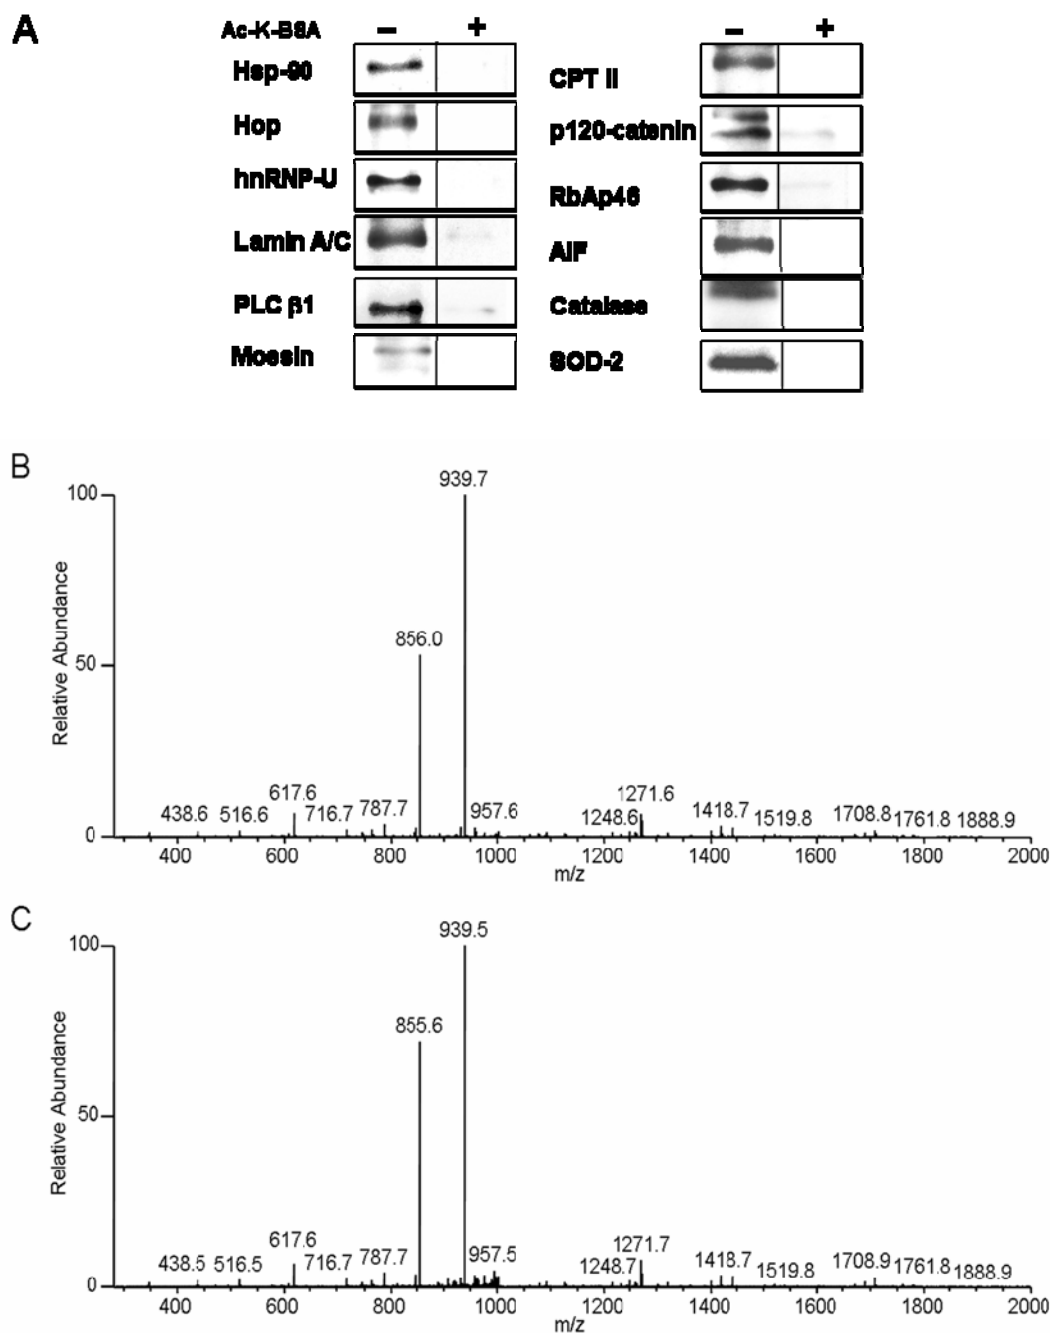 A
Ac-K-BSA − + − +
Hsp-90
Hop
hnRNP-U
Lamin A/C
PLC β1
Moesin
CPT II
p120-catenin
RbAp46
AIF
Catalase
SOD-2
B
939.7
100
856.0
Relative Abundance
50
617.6
1271.6
438.6 516.6 716.7 787.7 957.6 1248.6 1418.7 1519.8 1708.8 1761.8 1888.9
0
400 600 800 1000 1200 1400 1600 1800 2000
m/z
C
939.5
100
855.6
Relative Abundance
50
617.6
1271.7
438.5 516.5 716.7 787.7 957.5 1248.7 1418.7 1519.8 1708.9 1761.8 1888.9
0
400 600 800 1000 1200 1400 1600 1800 2000
m/z